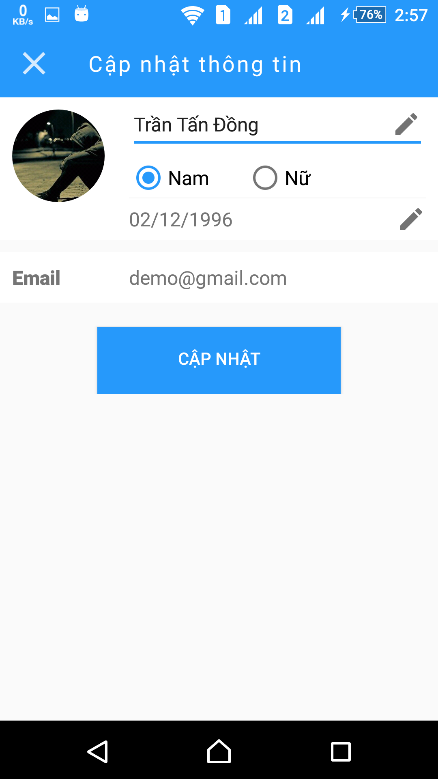 0 KB/s 1 2 76% 2:57
Cập nhật thông tin
Trần Tấn Đồng
Nam Nữ
02/12/1996
Email demo@gmail.com
CẬP NHẬT